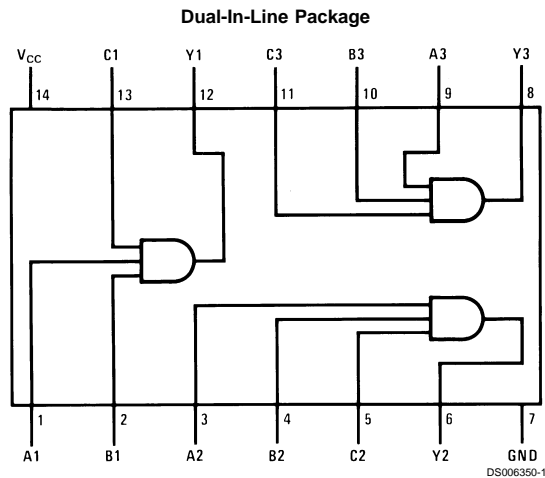 Dual-In-Line Package
VCC C1 Y1 C3 B3 A3 Y3
14 13 12 11 10 9 8
1 2 3 4 5 6 7
A1 B1 A2 B2 C2 Y2 GND
DS006350-1